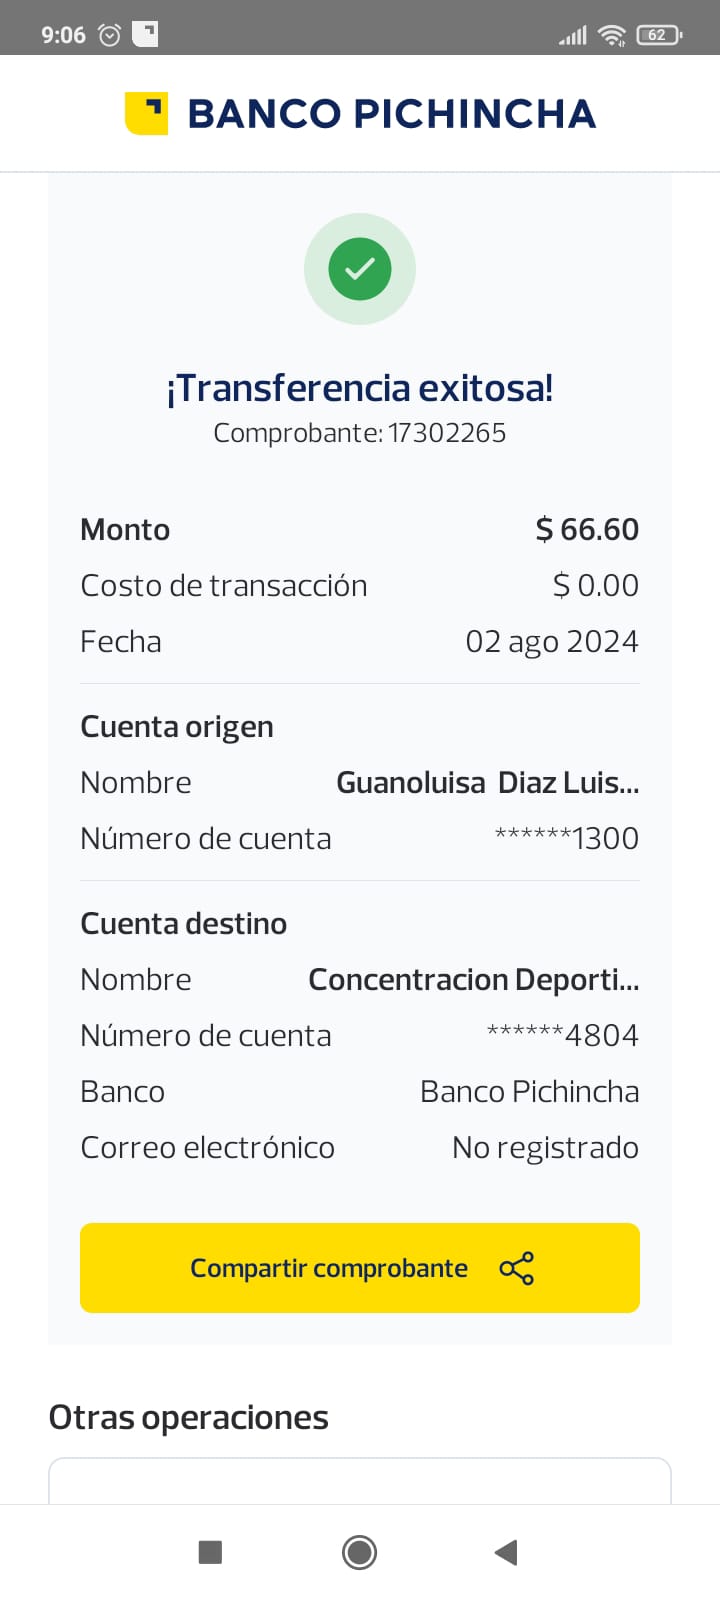 9:06
62
BANCO PICHINCHA
¡Transferencia exitosa!
Comprobante: 17302265
Monto $ 66.60
Costo de transacción $ 0.00
Fecha 02 ago 2024
Cuenta origen
Nombre Guanoluisa Diaz Luis...
Número de cuenta ******1300
Cuenta destino
Nombre Concentracion Deporti...
Número de cuenta ******4804
Banco Banco Pichincha
Correo electrónico No registrado
Compartir comprobante
Otras operaciones